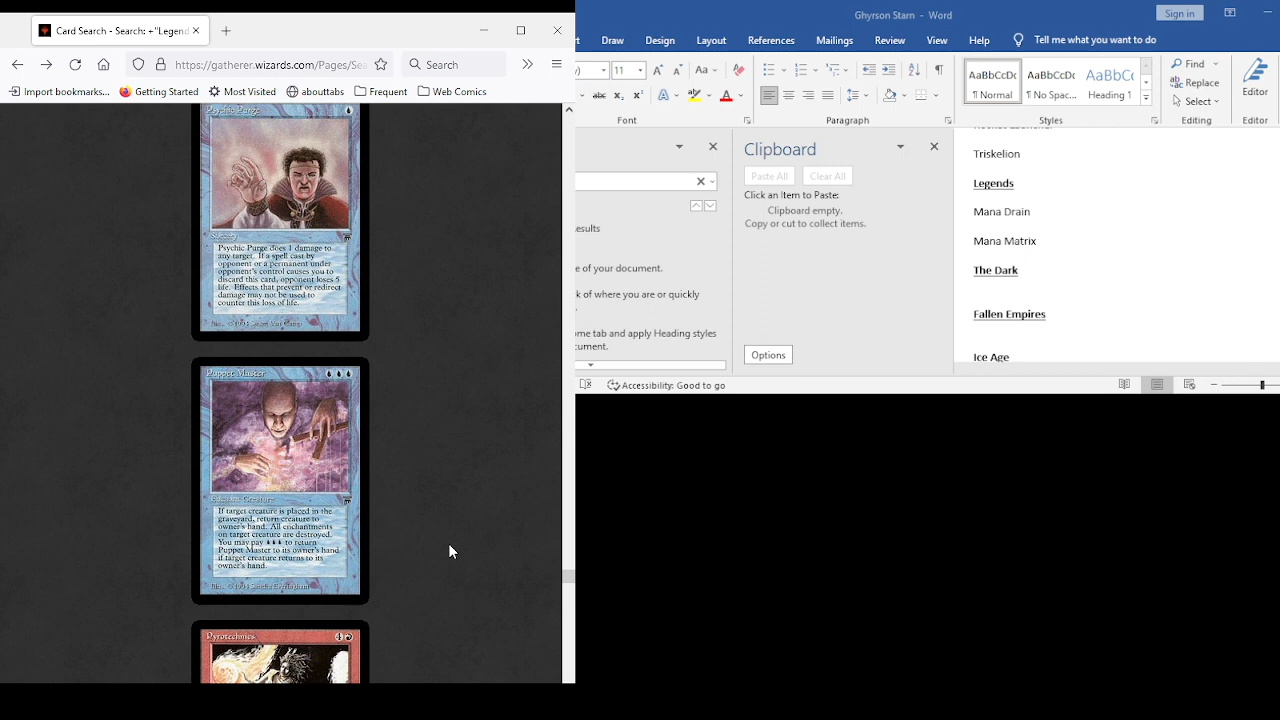 Card Search - Search: +"Legend
https://gatherer.wizards.com/Pages/Sea
Search
Import bookmarks...
Getting Started
Most Visited
abouttabs
Frequent
Web Comics
Psychic Purge
Psychic Purge does 1 damage to
any target. If a spell cast by
opponent or a permanent under
opponent's control causes you to
discard this card, opponent loses 5
life. Effects that prevent or redirect
damage may not be used to
counter this loss of life.
Puppet Master
Enchant Creature
If target creature is placed in the
graveyard, return creature to
owner's hand. All enchantments
on target creature are destroyed.
You may pay to return
Puppet Master to its owner's hand
if target creature returns to its
owner's hand.
Pyrotechnics 4
Ghyrson Starn - Word
Sign in
Draw Design Layout References Mailings Review View Help Tell me what you want to do
11
Aa
abc x₂ x²
Find
Replace
Select
AaBbCcDc AaBbCcDc AaBbCc
¶ Normal ¶ No Spac... Heading 1
Editor
Font
Paragraph
Styles
Editing
Editor
esults
e of your document.
k of where you are or quickly
ome tab and apply Heading styles
cument.
Clipboard
Paste All Clear All
Click an Item to Paste:
Clipboard empty.
Copy or cut to collect items.
Options
Triskelion
Legends
Mana Drain
Mana Matrix
The Dark
Fallen Empires
Ice Age
Accessibility: Good to go